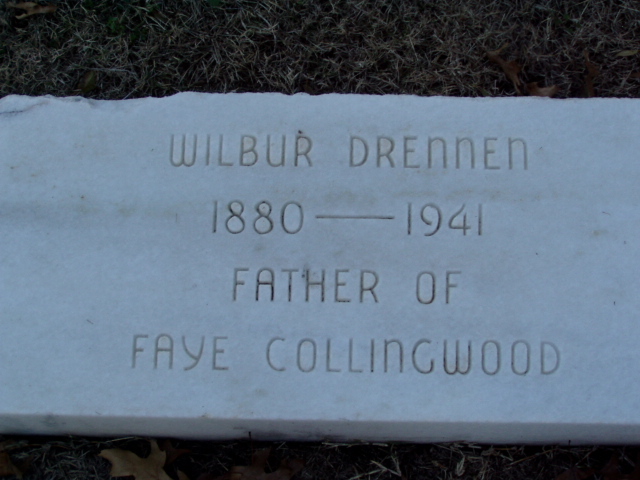 WILBUR DRENNEN
1880 — 1941
FATHER OF
FAYE COLLINGWOOD